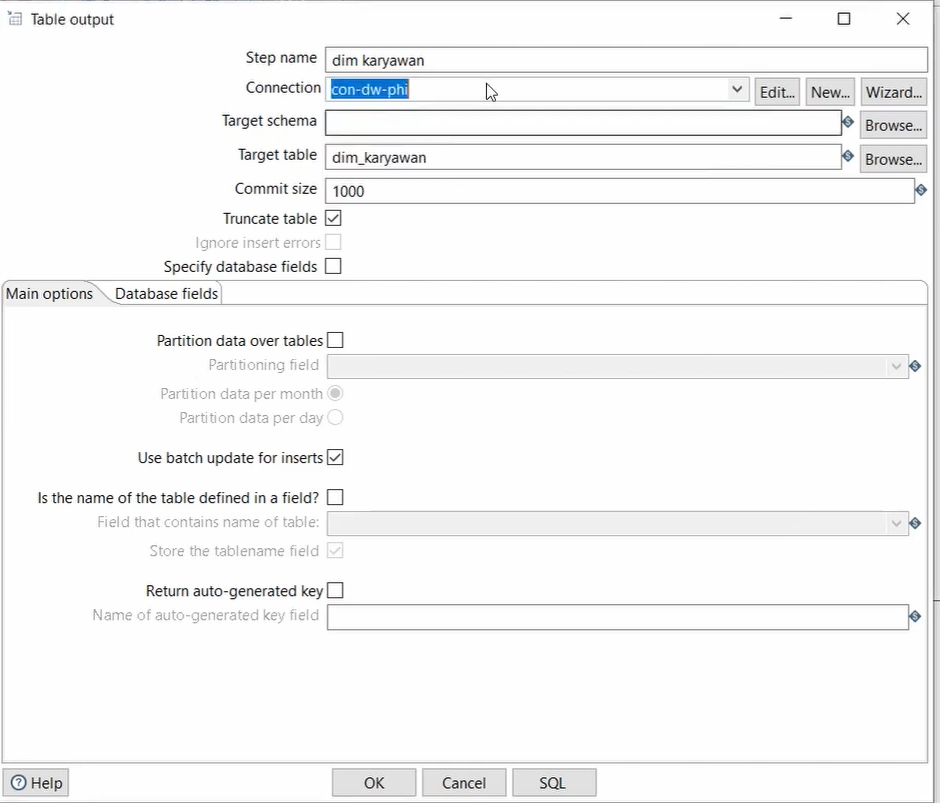 Table output
Step name dim karyawan
Connection con-dw-phi Edit... New... Wizard...
Target schema Browse...
Target table dim_karyawan Browse...
Commit size 1000
Truncate table
Ignore insert errors
Specify database fields
Main options Database fields
Partition data over tables
Partitioning field
Partition data per month
Partition data per day
Use batch update for inserts
Is the name of the table defined in a field?
Field that contains name of table:
Store the tablename field
Return auto-generated key
Name of auto-generated key field
Help OK Cancel SQL